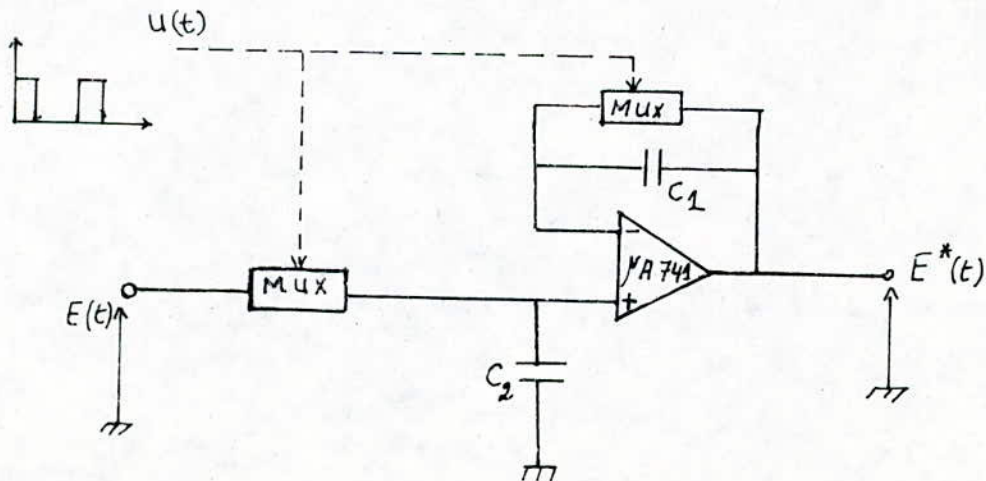 u(t)
MUX
C1
-
μA 741
+
E*(t)
MUX
E(t)
C2